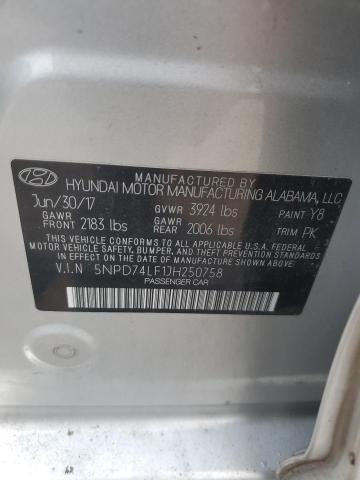 MANUFACTURED BY
HYUNDAI MOTOR MANUFACTURING ALABAMA, LLC
Jun/30/17 GVWR 3924 lbs PAINT Y8
GAWR FRONT 2183 lbs GAWR REAR 2006 lbs TRIM PK
THIS VEHICLE CONFORMS TO ALL APPLICABLE U.S.A. FEDERAL
MOTOR VEHICLE SAFETY, BUMPER, AND THEFT PREVENTION
STANDARDS IN EFFECT ON THE DATE OF MANUFACTURE SHOWN ABOVE.
V.I.N 5NPD74LF1JH250758
PASSENGER CAR